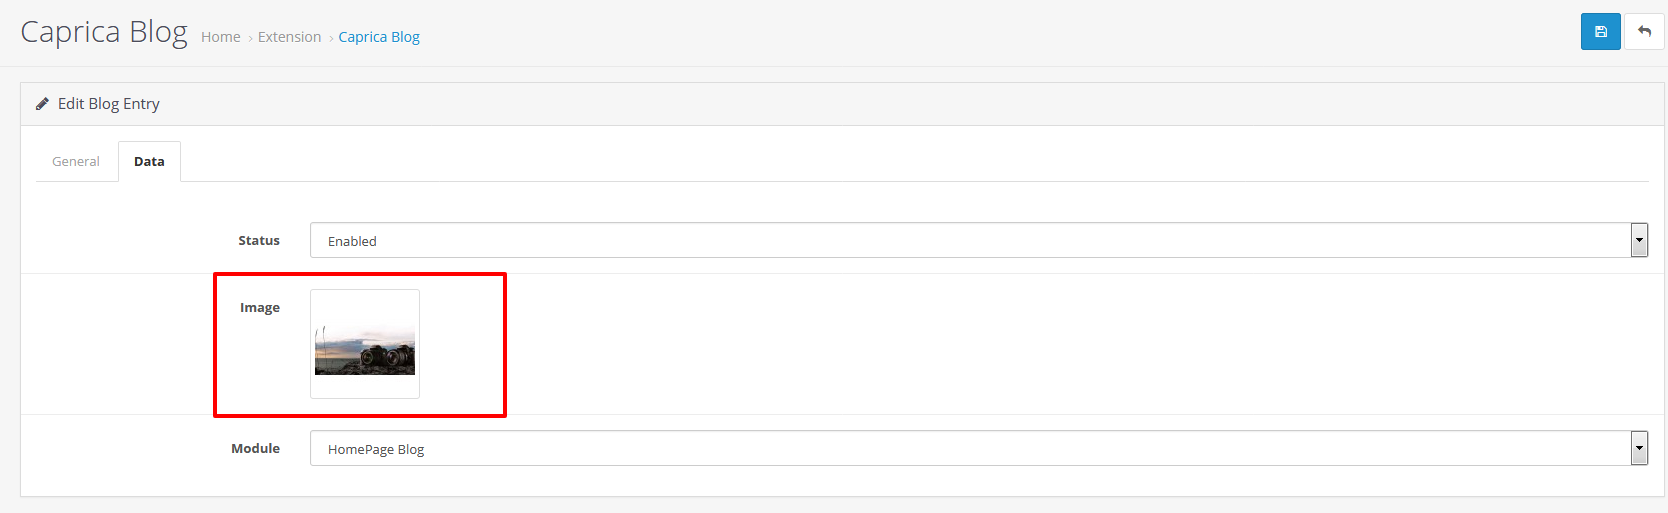 Caprica Blog Home › Extension › Caprica Blog
Edit Blog Entry
General Data
Status Enabled
Image
Module HomePage Blog